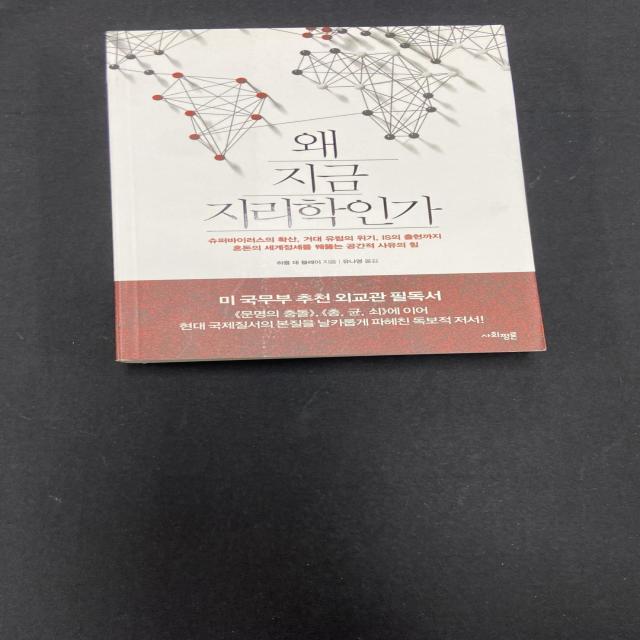 왜
지금
지리학인가
슈퍼바이러스의 확산, 거대 유럽의 위기, IS의 출현까지
혼돈의 세계정세를 꿰뚫는 공간적 사유의 힘
하름 데 블레이 지음 | 유나영 옮김
미 국무부 추천 외교관 필독서
《문명의 충돌》, 《총, 균, 쇠》에 이어
현대 국제질서의 본질을 날카롭게 파헤친 독보적 저서!
사회평론